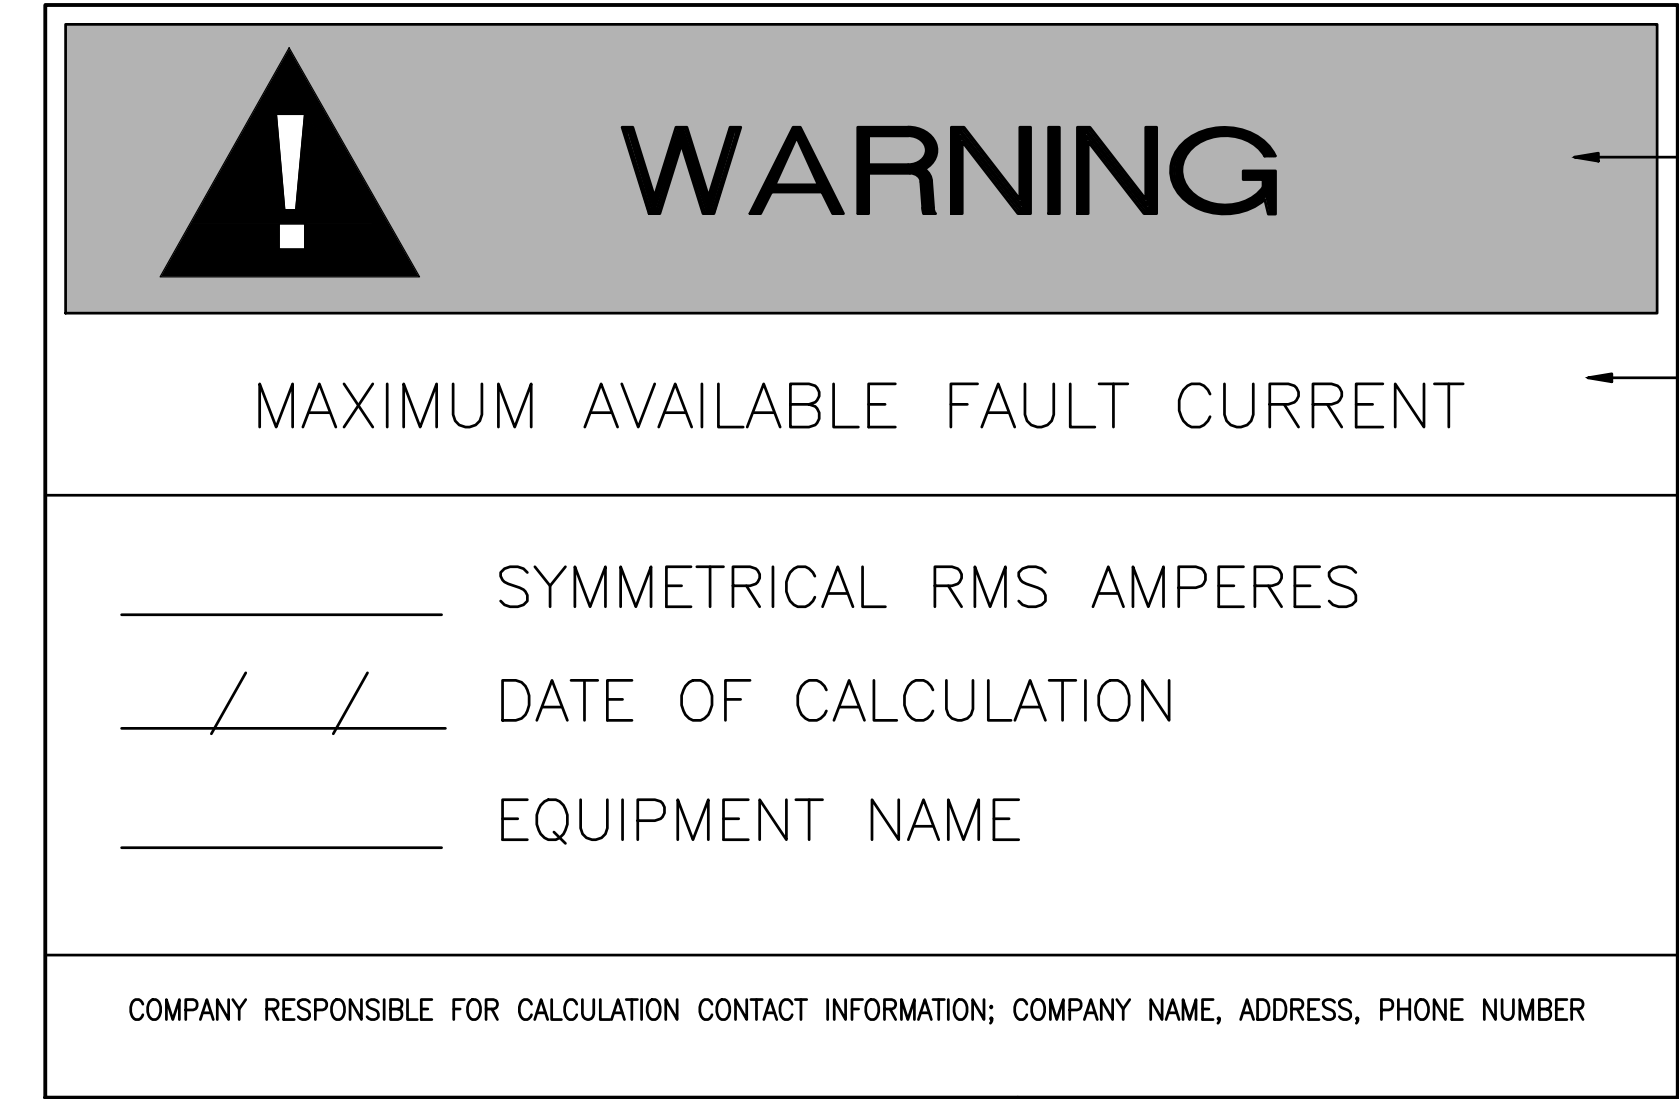 !
WARNING
MAXIMUM AVAILABLE FAULT CURRENT
SYMMETRICAL RMS AMPERES
/ / DATE OF CALCULATION
EQUIPMENT NAME
COMPANY RESPONSIBLE FOR CALCULATION CONTACT INFORMATION; COMPANY NAME, ADDRESS, PHONE NUMBER